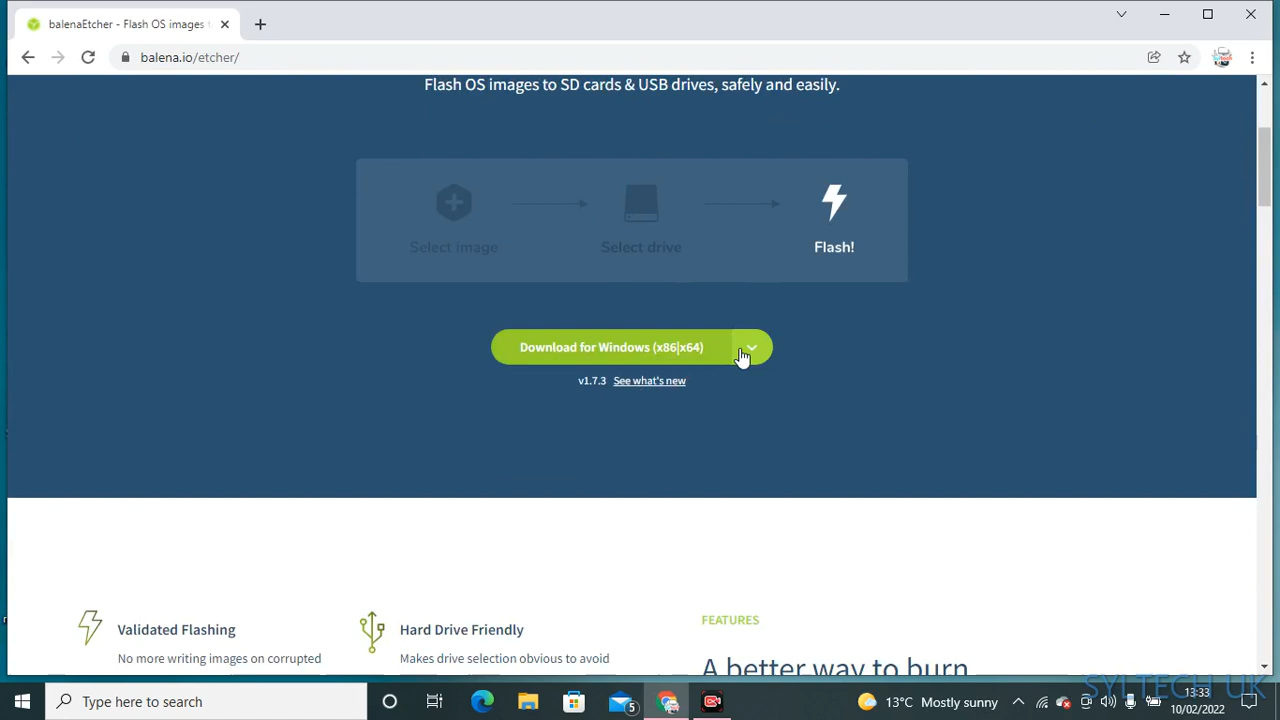 balenaEtcher - Flash OS images
balena.io/etcher/
Flash OS images to SD cards & USB drives, safely and easily.
Select image
Select drive
Flash!
Download for Windows (x86|x64)
v1.7.3 See what's new
Validated Flashing
No more writing images on corrupted
Hard Drive Friendly
Makes drive selection obvious to avoid
FEATURES
A better way to burn
SYLTECH UK
Type here to search
5
13°C Mostly sunny
13:33
10/02/2022